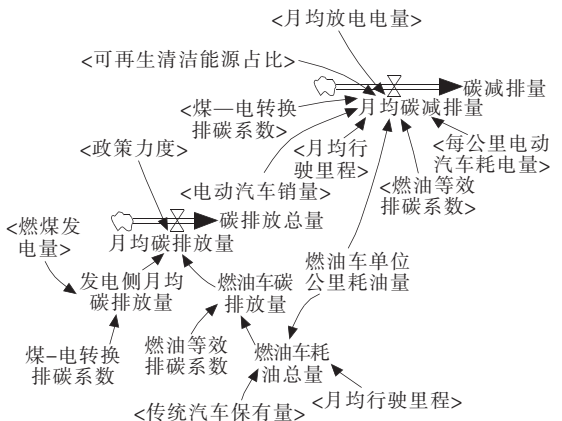 <月均放电电量>
<可再生清洁能源占比>
碳减排量
<煤—电转换
排碳系数>
月均碳减排量
<政策力度>
<月均行
驶里程>
<每公里电动
汽车耗电量>
<电动汽车销量>
<燃油等效
排碳系数>
碳排放总量
<燃煤发
电量>
月均碳排放量
发电侧月均
碳排放量
燃油车碳
排放量
燃油车单位
公里耗油量
煤-电转换
排碳系数
燃油等效
排碳系数
燃油车耗
油总量
<传统汽车保有量>
<月均行驶里程>